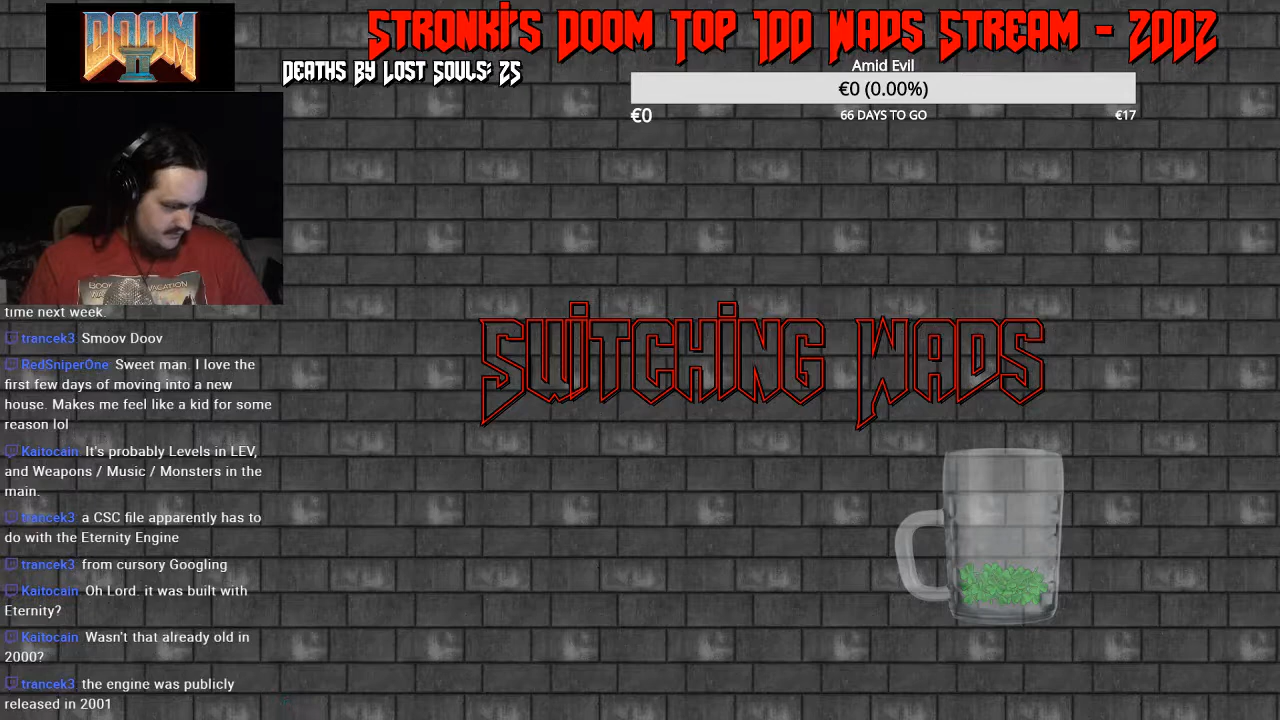 DOOM
II
STRONKI'S DOOM TOP 100 WADS STREAM - 2002
DEATHS BY LOST SOULS: 25
Amid Evil
€0 (0.00%)
€0
66 DAYS TO GO
€17
SWITCHING WADS
time next week.
trancek3 Smoov Doov
RedSniperOne Sweet man. I love the
first few days of moving into a new
house. Makes me feel like a kid for some
reason lol
Kaitocain It's probably Levels in LEV,
and Weapons / Music / Monsters in the
main.
trancek3 a CSC file apparently has to
do with the Eternity Engine
trancek3 from cursory Googling
Kaitocain Oh Lord. it was built with
Eternity?
Kaitocain Wasn't that already old in
2000?
trancek3 the engine was publicly
released in 2001